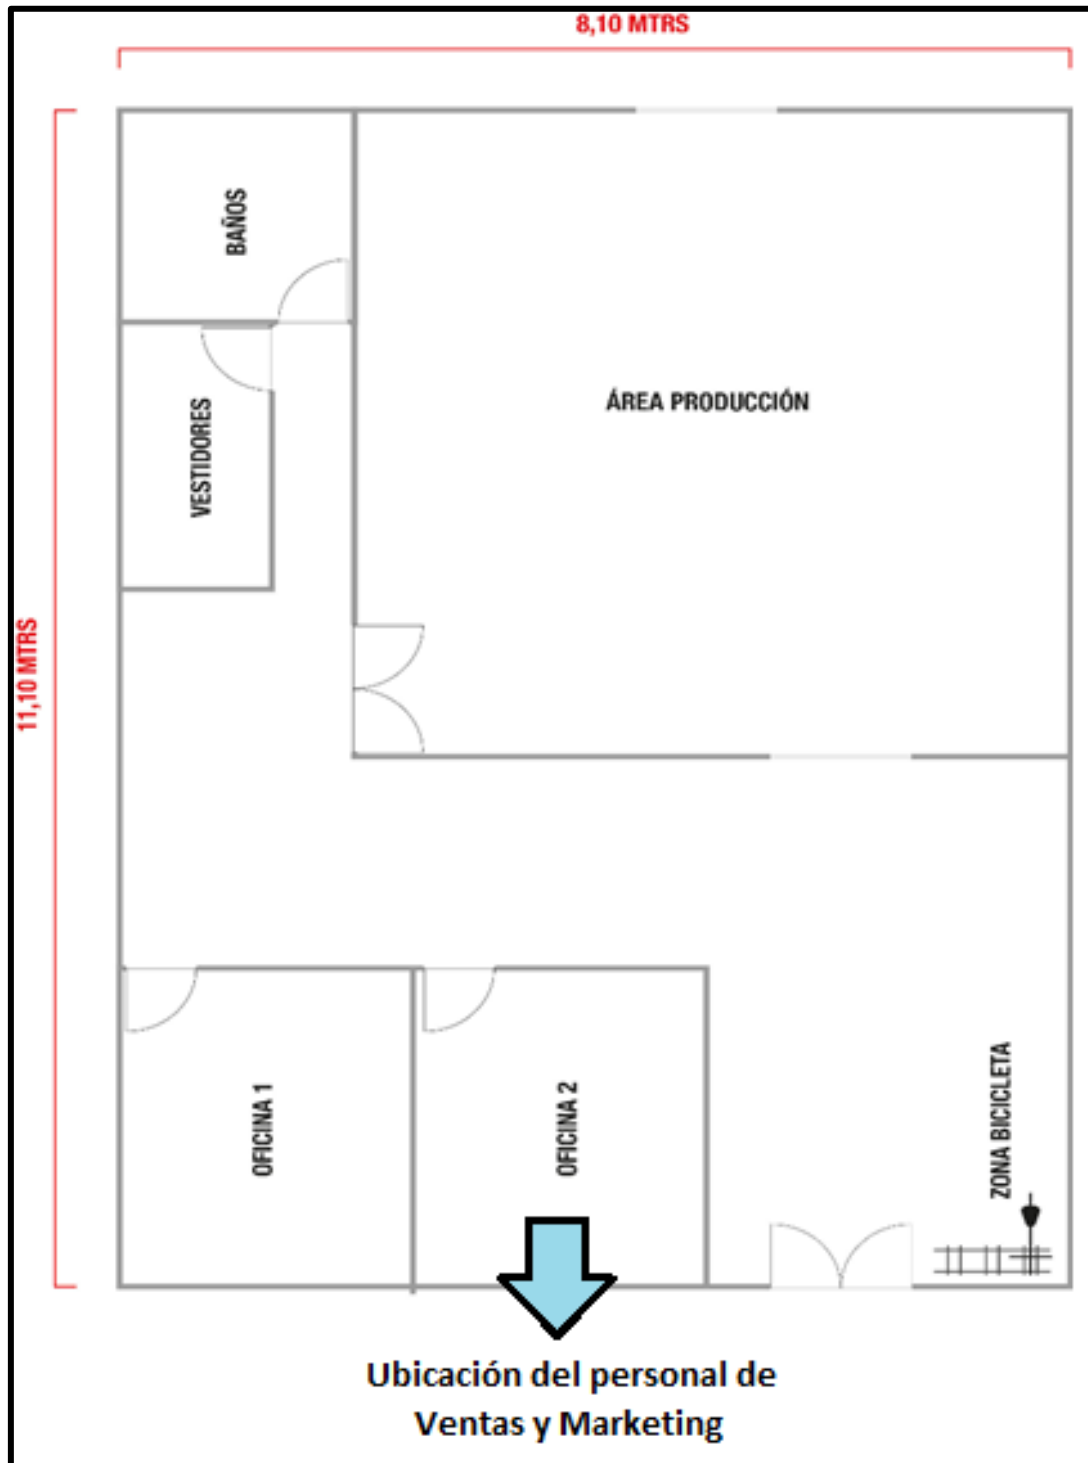 8,10 MTRS
BAÑOS
ÁREA PRODUCCIÓN
VESTIDORES
11,10 MTRS
OFICINA 1
OFICINA 2
ZONA BICICLETA
Ubicación del personal de
Ventas y Marketing